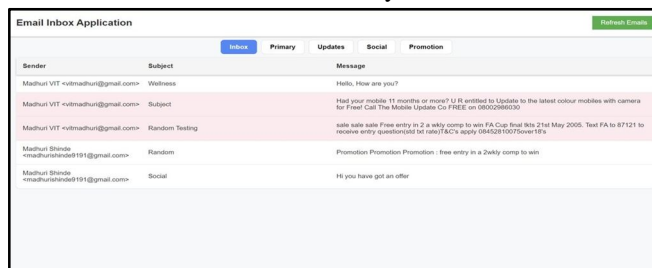 Email Inbox Application
Refresh Emails
Inbox Primary Updates Social Promotion
Sender Subject Message
Madhuri VIT <vitmadhuri@gmail.com> Wellness Hello, How are you?
Madhuri VIT <vitmadhuri@gmail.com> Subject Had your mobile 11 months or more? U R entitled to Update to the latest colour mobiles with camera
for Free! Call The Mobile Update Co FREE on 08002986030
Madhuri VIT <vitmadhuri@gmail.com> Random Testing sale sale sale Free entry in 2 a wkly comp to win FA Cup final tkts 21st May 2005. Text FA to 87121 to
receive entry question(std txt rate)T&C's apply 08452810075over18's
Madhuri Shinde
<madhurishinde9191@gmail.com> Random Promotion Promotion Promotion : free entry in a 2wkly comp to win
Madhuri Shinde
<madhurishinde9191@gmail.com> Social Hi you have got an offer